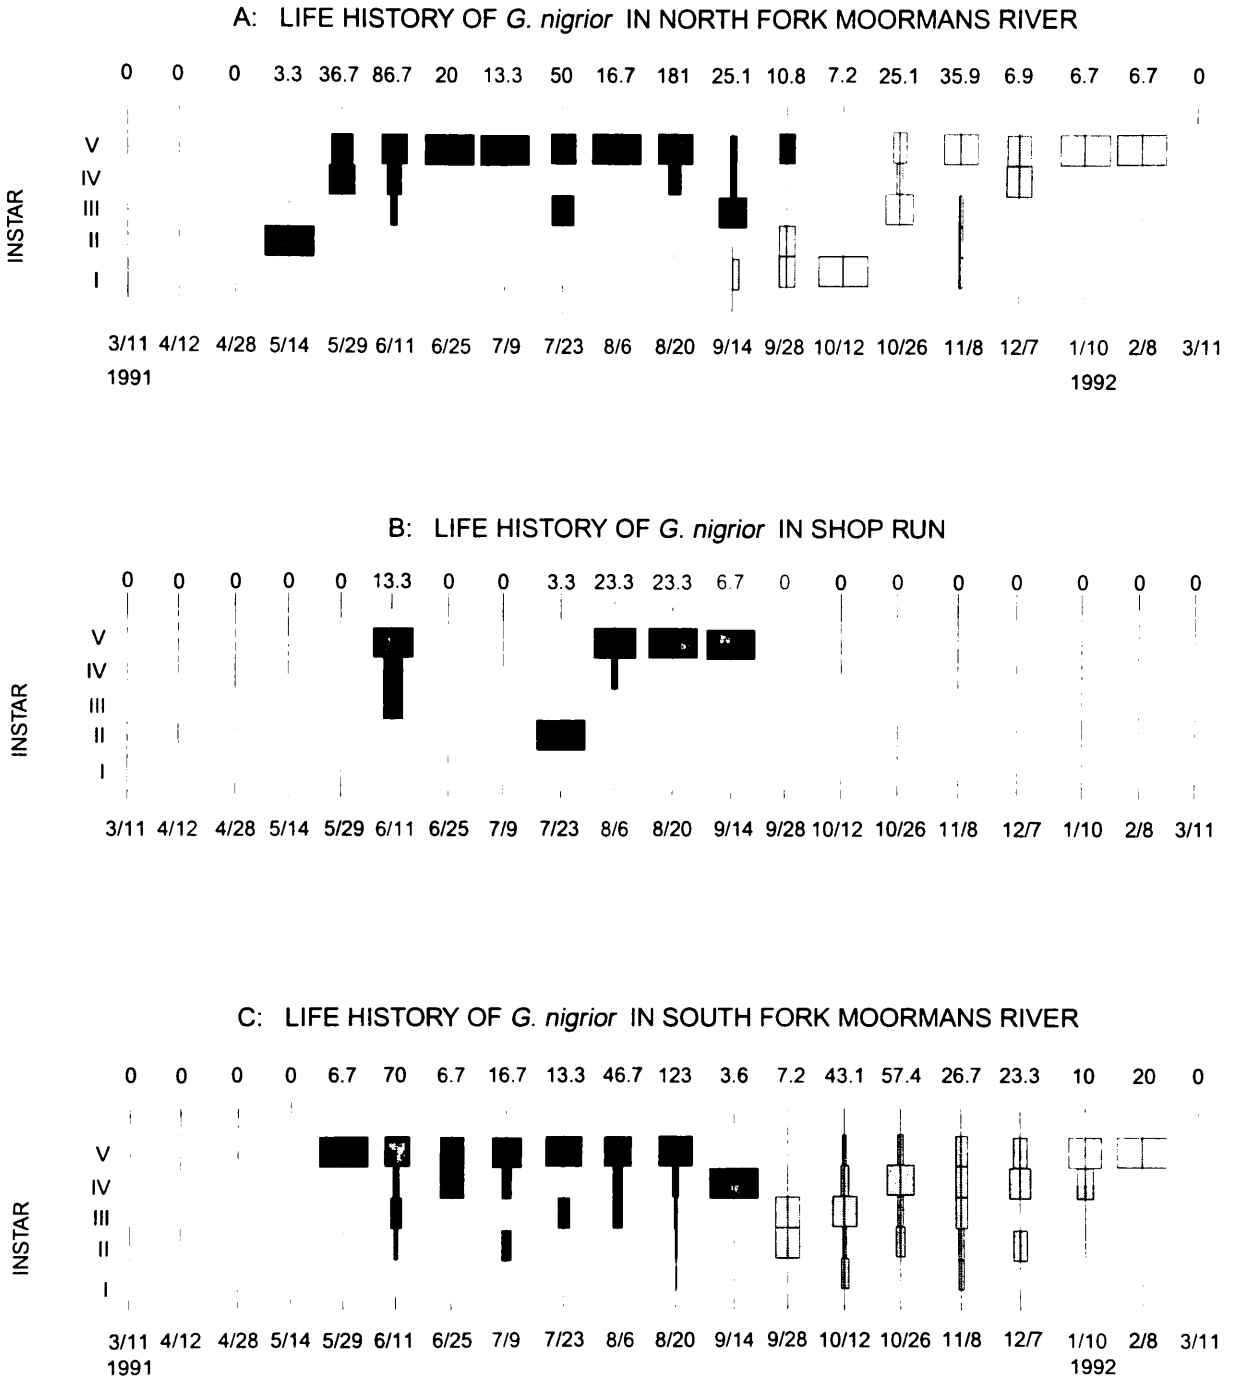 A: LIFE HISTORY OF G. nigrior IN NORTH FORK MOORMANS RIVER
0 0 0 3.3 36.7 86.7 20 13.3 50 16.7 181 25.1 10.8 7.2 25.1 35.9 6.9 6.7 6.7 0
V
IV
III
II
I
INSTAR
3/11 4/12 4/28 5/14 5/29 6/11 6/25 7/9 7/23 8/6 8/20 9/14 9/28 10/12 10/26 11/8 12/7 1/10 2/8 3/11
1991 1992
B: LIFE HISTORY OF G. nigrior IN SHOP RUN
0 0 0 0 0 13.3 0 0 3.3 23.3 23.3 6.7 0 0 0 0 0 0 0 0
V
IV
III
II
I
INSTAR
3/11 4/12 4/28 5/14 5/29 6/11 6/25 7/9 7/23 8/6 8/20 9/14 9/28 10/12 10/26 11/8 12/7 1/10 2/8 3/11
C: LIFE HISTORY OF G. nigrior IN SOUTH FORK MOORMANS RIVER
0 0 0 0 6.7 70 6.7 16.7 13.3 46.7 123 3.6 7.2 43.1 57.4 26.7 23.3 10 20 0
V
IV
III
II
I
INSTAR
3/11 4/12 4/28 5/14 5/29 6/11 6/25 7/9 7/23 8/6 8/20 9/14 9/28 10/12 10/26 11/8 12/7 1/10 2/8 3/11
1991 1992